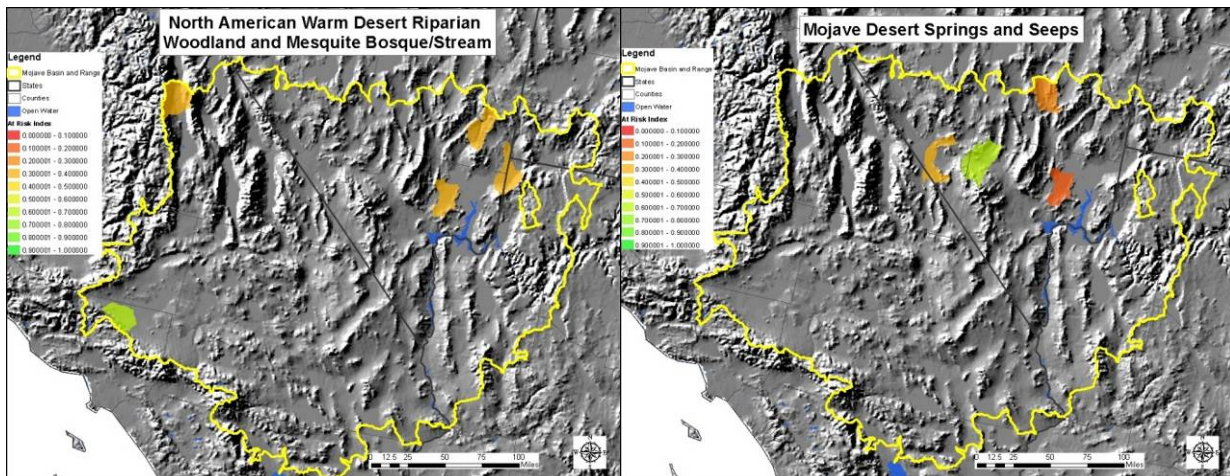 North American Warm Desert Riparian
Woodland and Mesquite Bosque/Stream
Legend
Mojave Basin and Range
States
Counties
Open Water
At Risk Index
0.000000 - 0.100000
0.100001 - 0.200000
0.200001 - 0.300000
0.300001 - 0.400000
0.400001 - 0.500000
0.500001 - 0.600000
0.600001 - 0.700000
0.700001 - 0.800000
0.800001 - 0.900000
0.900001 - 1.000000
0 12.5 25 50 75 100
Miles
Mojave Desert Springs and Seeps
Legend
Mojave Basin and Range
States
Counties
Open Water
At Risk Index
0.000000 - 0.100000
0.100001 - 0.200000
0.200001 - 0.300000
0.300001 - 0.400000
0.400001 - 0.500000
0.500001 - 0.600000
0.600001 - 0.700000
0.700001 - 0.800000
0.800001 - 0.900000
0.900001 - 1.000000
0 12.5 25 50 75 100
Miles